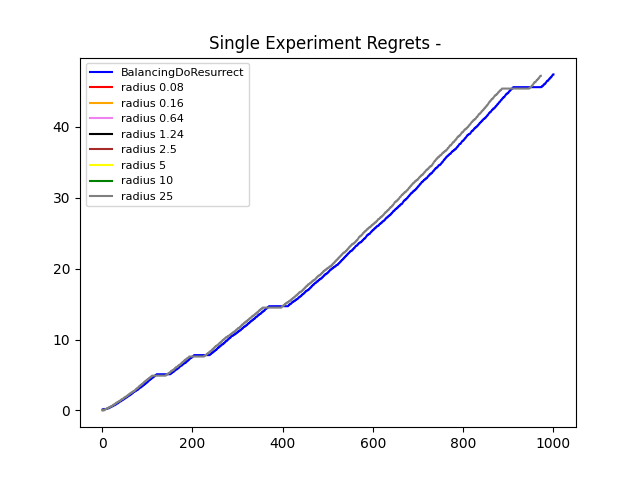 Single Experiment Regrets -
BalancingDoResurrect
radius 0.08
radius 0.16
radius 0.64
radius 1.24
radius 2.5
radius 5
radius 10
radius 25
40
30
20
10
0
0 200 400 600 800 1000